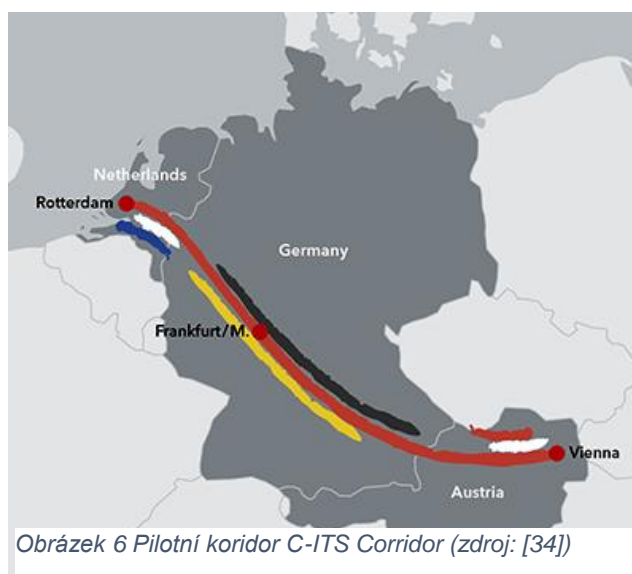 Netherlands
Rotterdam
Germany
Frankfurt/M.
Vienna
Austria
Obrázek 6 Pilotní koridor C-ITS Corridor (zdroj: [34])